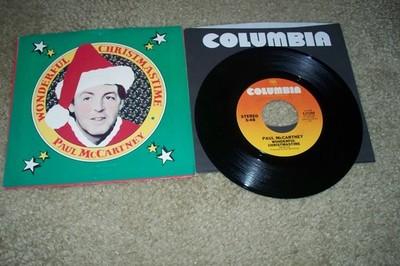 WONDERFUL CHRISTMASTIME
PAUL McCARTNEY
COLUMBIA
COLUMBIA
STEREO
PAUL McCARTNEY
WONDERFUL
CHRISTMASTIME